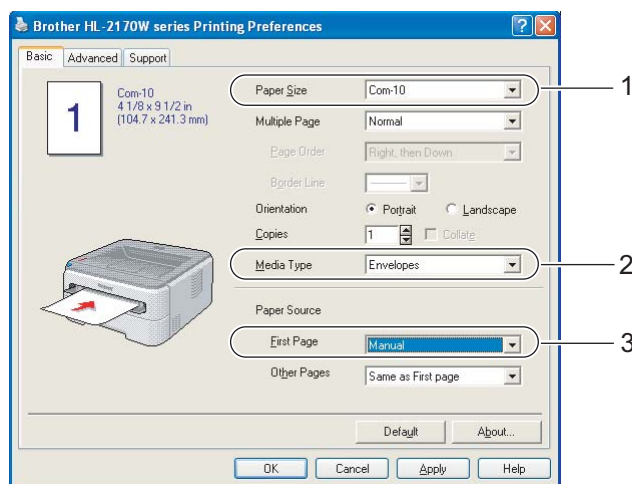 Brother HL-2170W series Printing Preferences
Basic Advanced Support
1
Com-10
4 1/8 x 9 1/2 in
(104.7 x 241.3 mm)
Paper Size Com-10 1
Multiple Page Normal
Page Order Right, then Down
Border Line
Orientation Portrait Landscape
Copies 1 Collate
Media Type Envelopes 2
Paper Source
First Page Manual 3
Other Pages Same as First page
Default About...
OK Cancel Apply Help